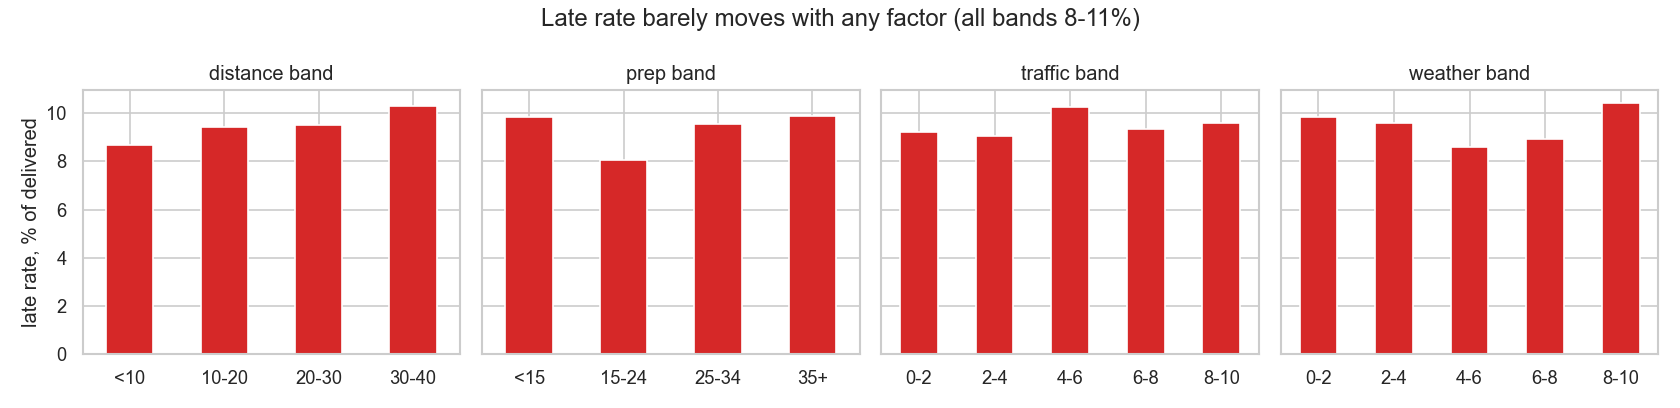 Late rate barely moves with any factor (all bands 8-11%)
distance band
prep band
traffic band
weather band
late rate, % of delivered
10
8
6
4
2
0
<10 10-20 20-30 30-40
<15 15-24 25-34 35+
0-2 2-4 4-6 6-8 8-10
0-2 2-4 4-6 6-8 8-10